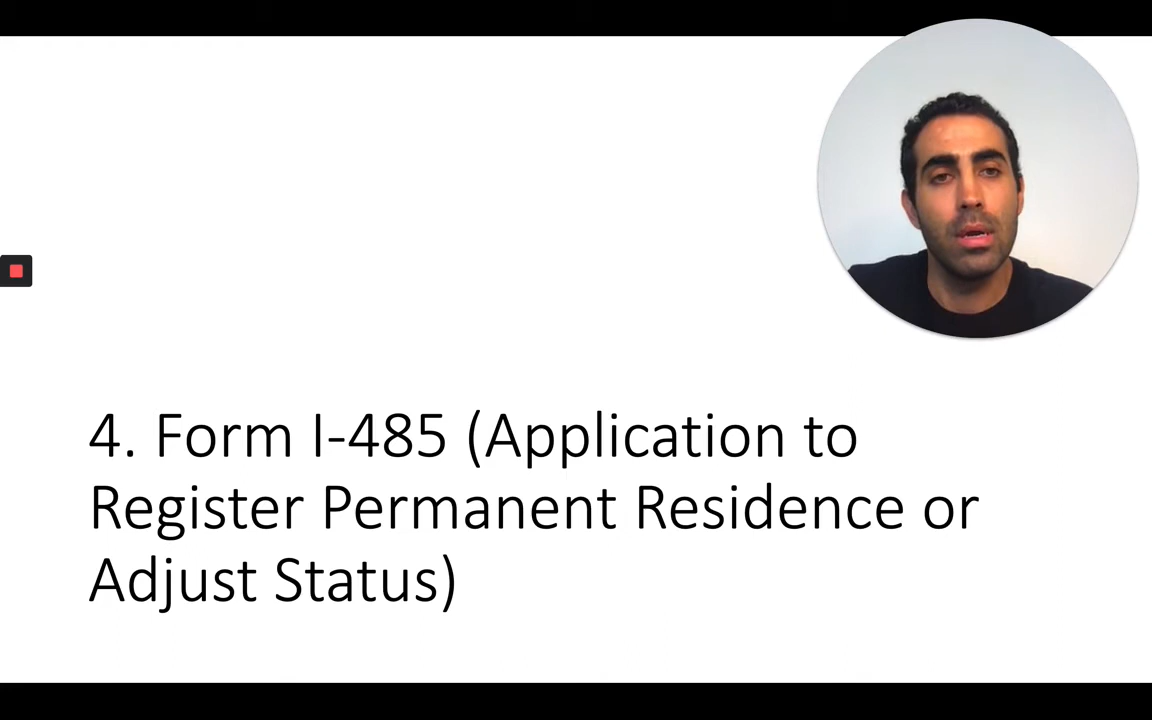 4. Form I-485 (Application to
Register Permanent Residence or
Adjust Status)